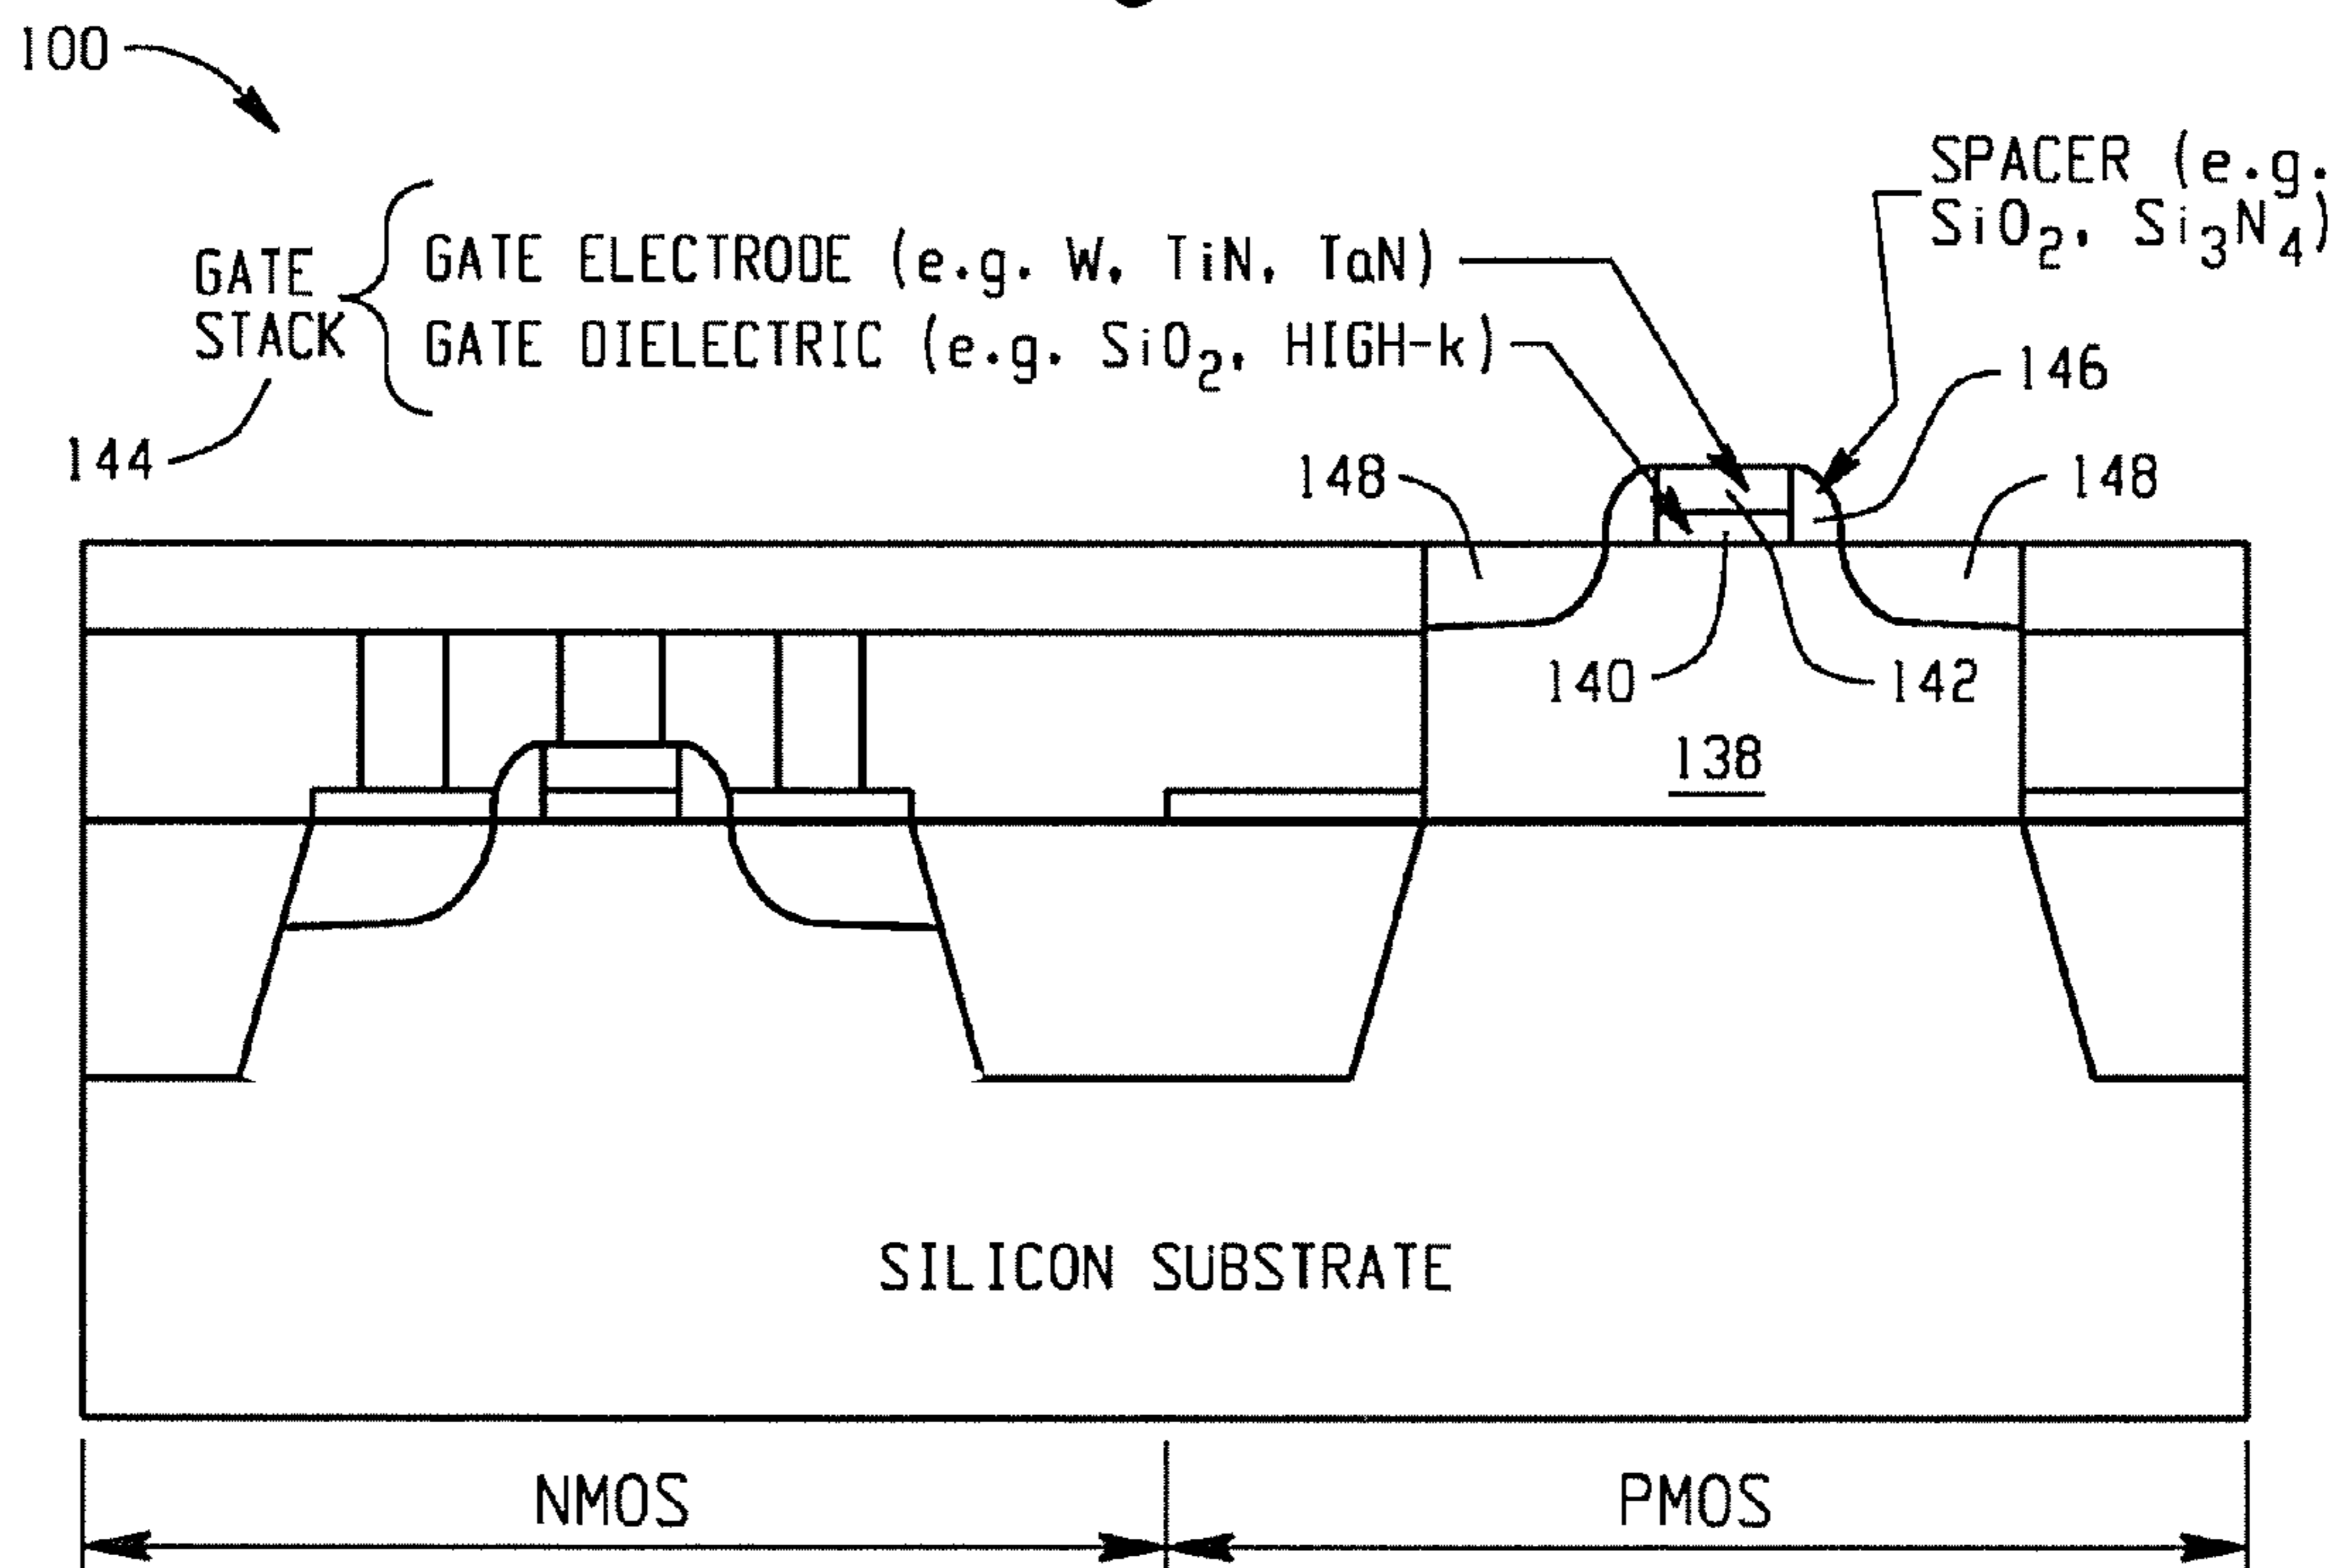 100
SPACER (e.g.
SiO2, Si3N4)
GATE
STACK
GATE ELECTRODE (e.g. W, TiN, TaN)
GATE DIELECTRIC (e.g. SiO2, HIGH-k)
144
146
148
148
140
142
138
SILICON SUBSTRATE
NMOS
PMOS